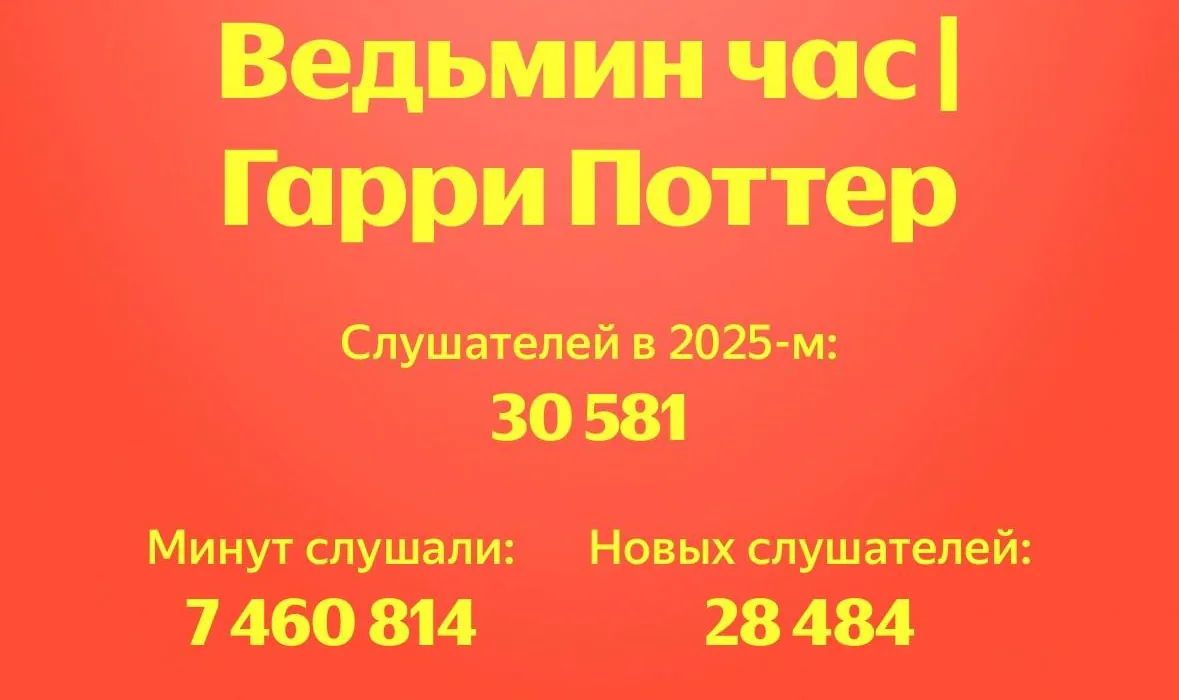 Ведьмин час |
Гарри Поттер
Слушателей в 2025-м:
30 581
Минут слушали:
7 460 814
Новых слушателей:
28 484